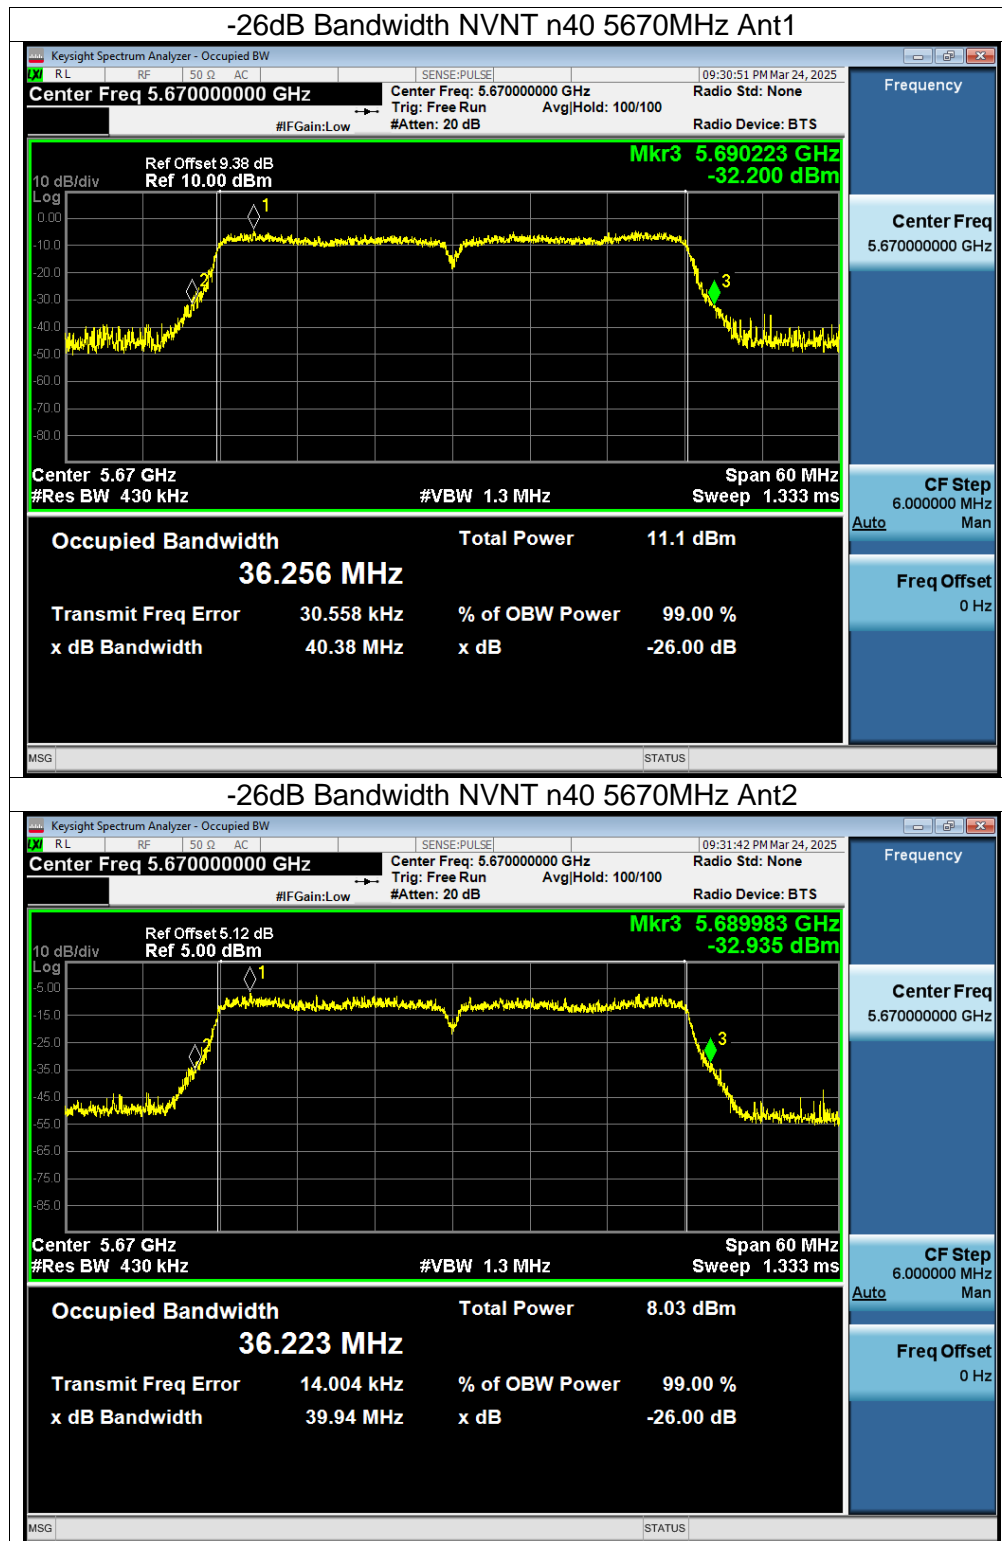 -26dB Bandwidth NVNT n40 5670MHz Ant1
Keysight Spectrum Analyzer - Occupied BW
LXI RL RF 50 Ω AC SENSE:PULSE 09:30:51 PM Mar 24, 2025
Center Freq 5.670000000 GHz
Center Freq: 5.670000000 GHz Radio Std: None
Trig: Free Run Avg|Hold: 100/100
#IFGain:Low #Atten: 20 dB Radio Device: BTS
Frequency
Mkr3 5.690223 GHz
-32.200 dBm
Ref Offset 9.38 dB
10 dB/div Ref 10.00 dBm
Log
0.00
-10.0
-20.0
-30.0
-40.0
-50.0
-60.0
-70.0
-80.0
1
2
3
Center 5.67 GHz Span 60 MHz
#Res BW 430 kHz #VBW 1.3 MHz Sweep 1.333 ms
Center Freq
5.670000000 GHz
CF Step
6.000000 MHz
Auto Man
Freq Offset
0 Hz
Occupied Bandwidth Total Power 11.1 dBm
36.256 MHz
Transmit Freq Error 30.558 kHz % of OBW Power 99.00 %
x dB Bandwidth 40.38 MHz x dB -26.00 dB
MSG STATUS
-26dB Bandwidth NVNT n40 5670MHz Ant2
Keysight Spectrum Analyzer - Occupied BW
LXI RL RF 50 Ω AC SENSE:PULSE 09:31:42 PM Mar 24, 2025
Center Freq 5.670000000 GHz
Center Freq: 5.670000000 GHz Radio Std: None
Trig: Free Run Avg|Hold: 100/100
#IFGain:Low #Atten: 20 dB Radio Device: BTS
Frequency
Mkr3 5.689983 GHz
-32.935 dBm
Ref Offset 5.12 dB
10 dB/div Ref 5.00 dBm
Log
-5.00
-15.0
-25.0
-35.0
-45.0
-55.0
-65.0
-75.0
-85.0
1
2
3
Center 5.67 GHz Span 60 MHz
#Res BW 430 kHz #VBW 1.3 MHz Sweep 1.333 ms
Center Freq
5.670000000 GHz
CF Step
6.000000 MHz
Auto Man
Freq Offset
0 Hz
Occupied Bandwidth Total Power 8.03 dBm
36.223 MHz
Transmit Freq Error 14.004 kHz % of OBW Power 99.00 %
x dB Bandwidth 39.94 MHz x dB -26.00 dB
MSG STATUS